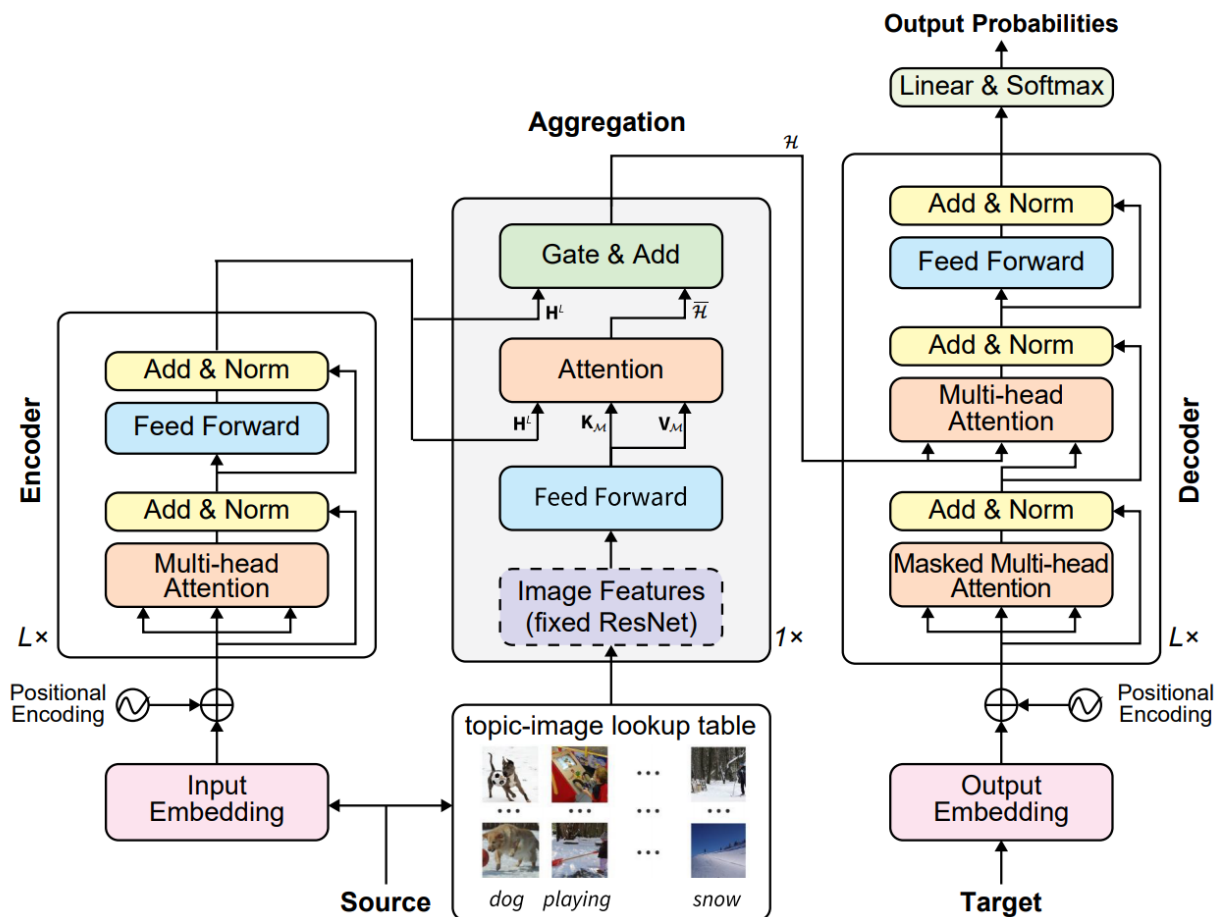 Output Probabilities
Linear & Softmax
Aggregation
ℋ
Add & Norm
Feed Forward
Gate & Add
Hᴸ
ℋ̅
Add & Norm
Multi-head
Attention
Attention
Hᴸ
K_ℳ
V_ℳ
Encoder
Add & Norm
Feed Forward
Add & Norm
Multi-head
Attention
L×
Feed Forward
Image Features
(fixed ResNet)
1×
Decoder
Add & Norm
Masked Multi-head
Attention
L×
Positional
Encoding
Positional
Encoding
topic-image lookup table
Input
Embedding
Output
Embedding
...
... ... ...
...
Source
dog playing snow
Target